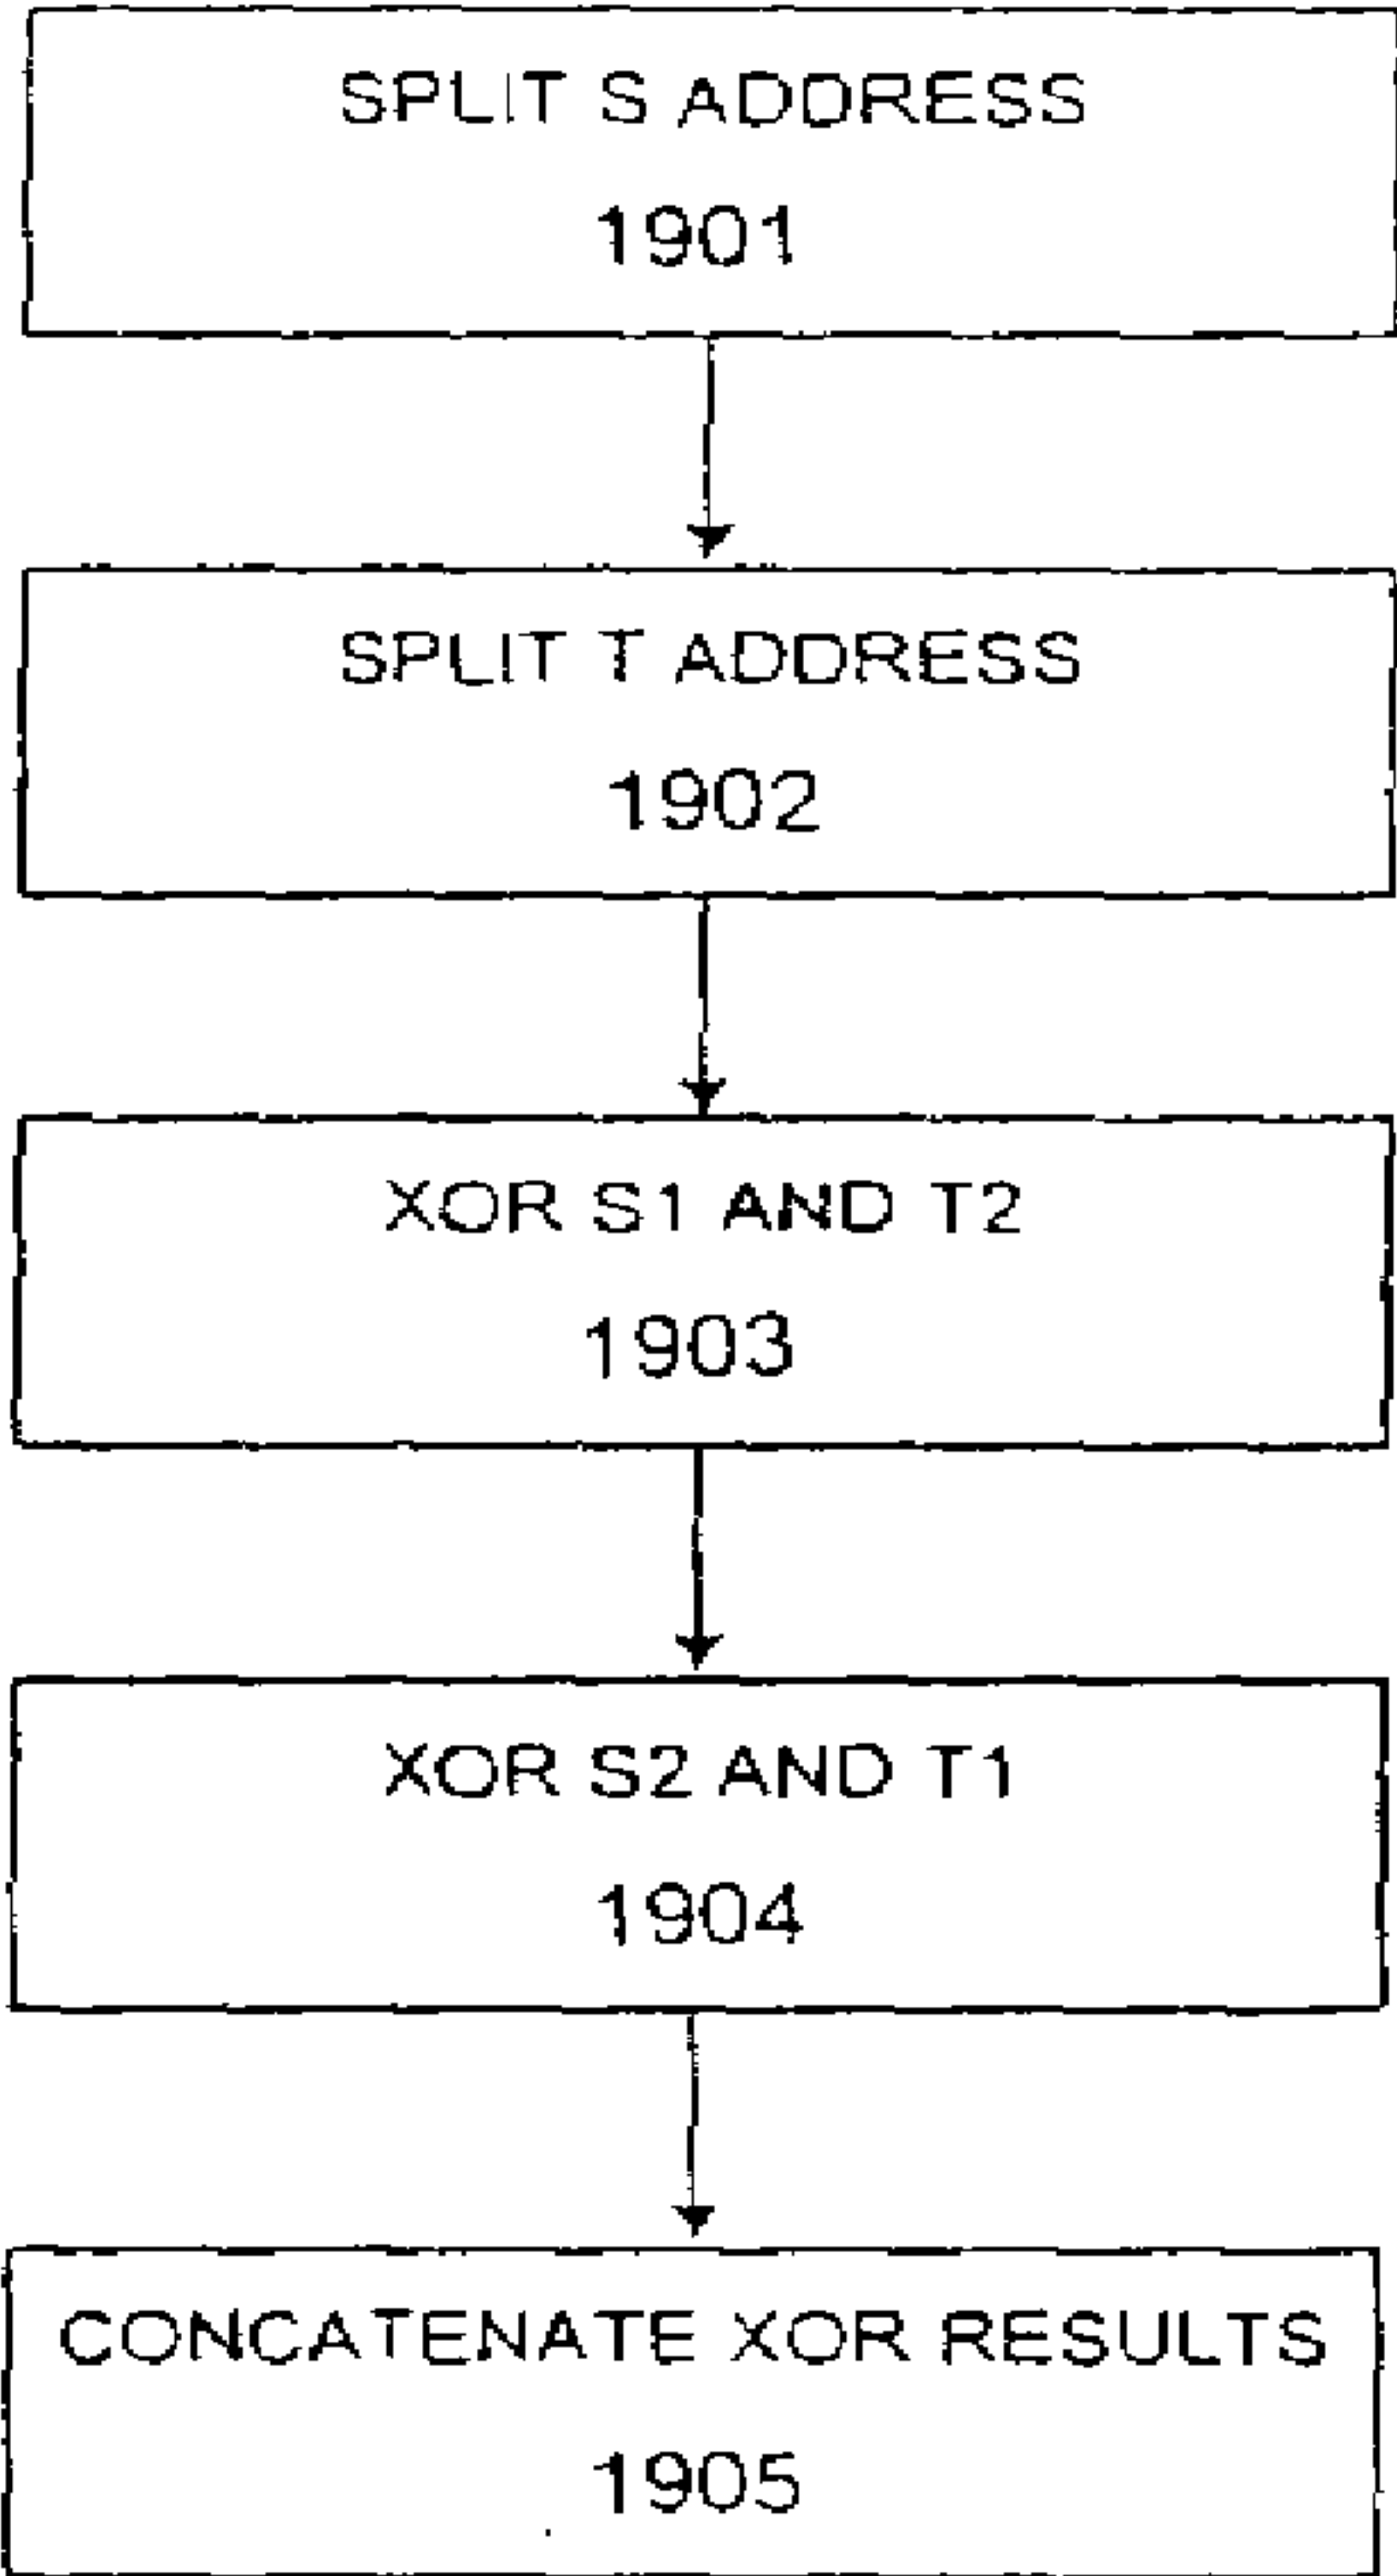 SPLIT S ADDRESS
1901
SPLIT T ADDRESS
1902
XOR S1 AND T2
1903
XOR S2 AND T1
1904
CONCATENATE XOR RESULTS
1905